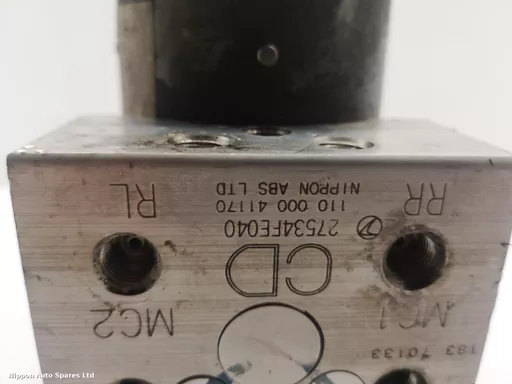 RR
RL
NIPPON ABS LTD
110 000 41170
27534FE040
CD
MC1
MC2
183 70133
Nippon Auto Spares Ltd